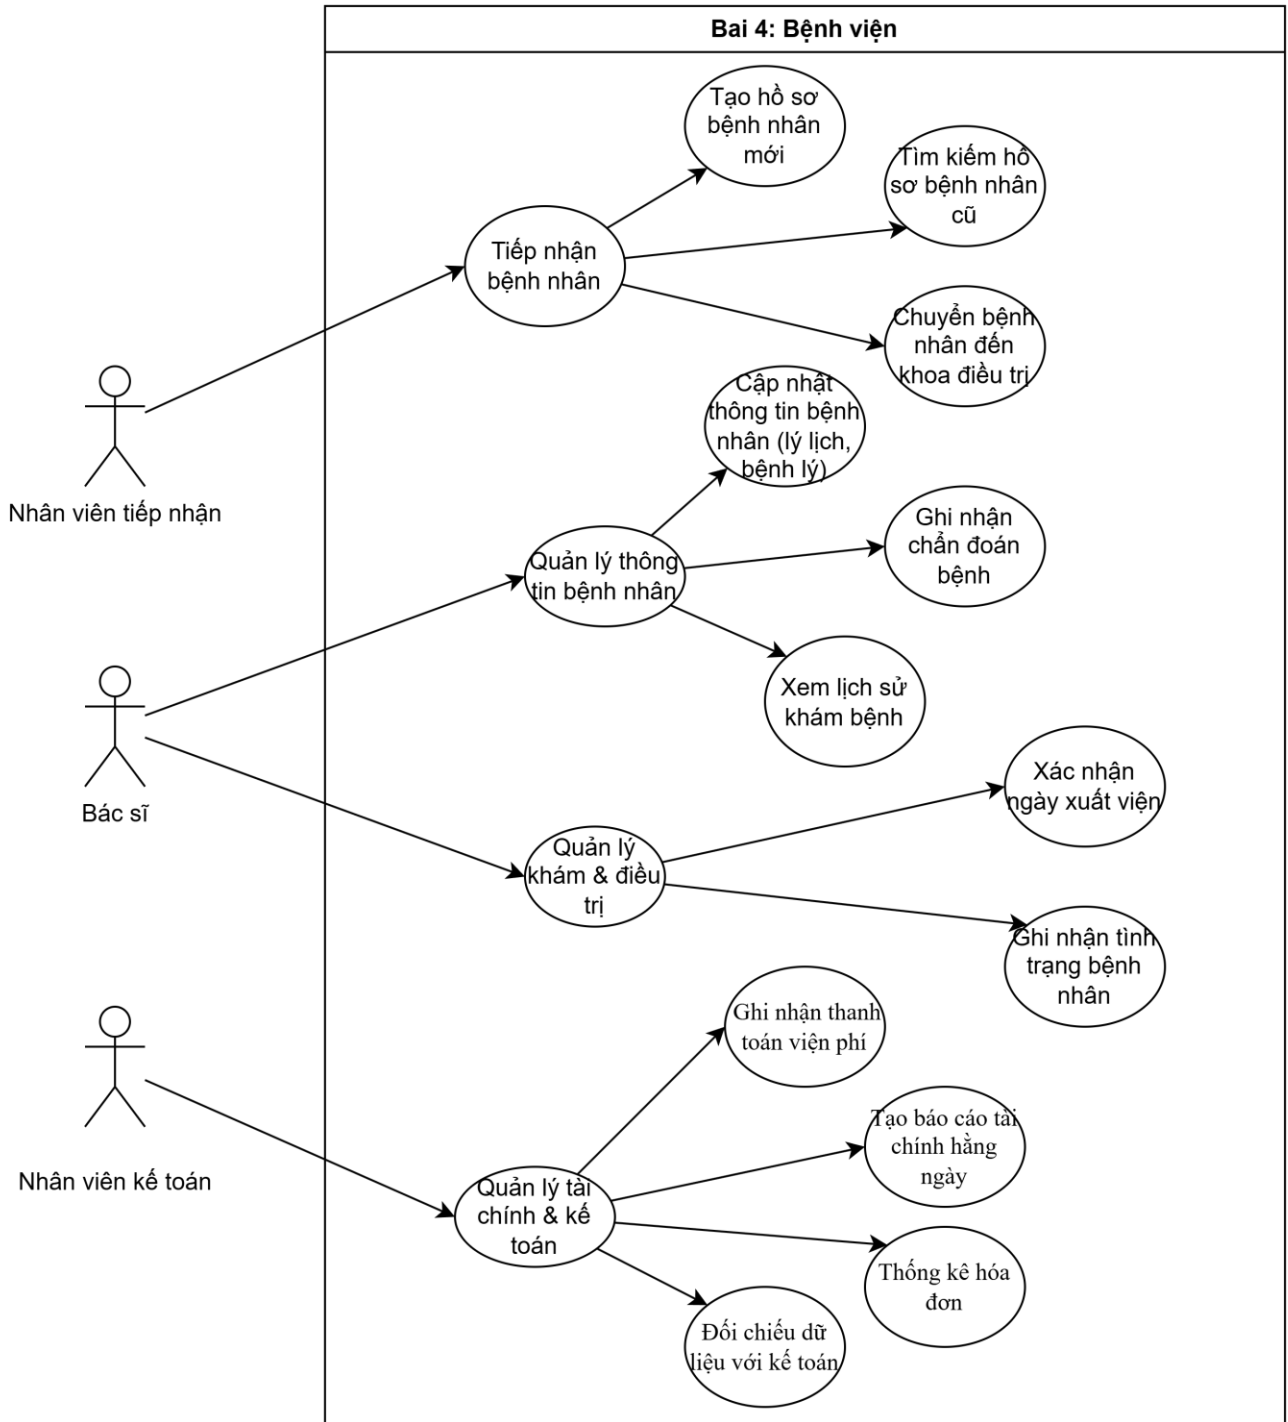 Bai 4: Bệnh viện
Tạo hồ sơ
bệnh nhân
mới
Tìm kiếm hồ
sơ bệnh nhân
cũ
Tiếp nhận
bệnh nhân
Chuyển bệnh
nhân đến
khoa điều trị
Nhân viên tiếp nhận
Cập nhật
thông tin bệnh
nhân (lý lịch,
bệnh lý)
Ghi nhận
chẩn đoán
bệnh
Quản lý thông
tin bệnh nhân
Xem lịch sử
khám bệnh
Bác sĩ
Xác nhận
ngày xuất viện
Quản lý
khám & điều
trị
Ghi nhận tình
trạng bệnh
nhân
Ghi nhận thanh
toán viện phí
Nhân viên kế toán
Tạo báo cáo tài
chính hằng
ngày
Quản lý tài
chính & kế
toán
Thống kê hóa
đơn
Đối chiếu dữ
liệu với kế toán